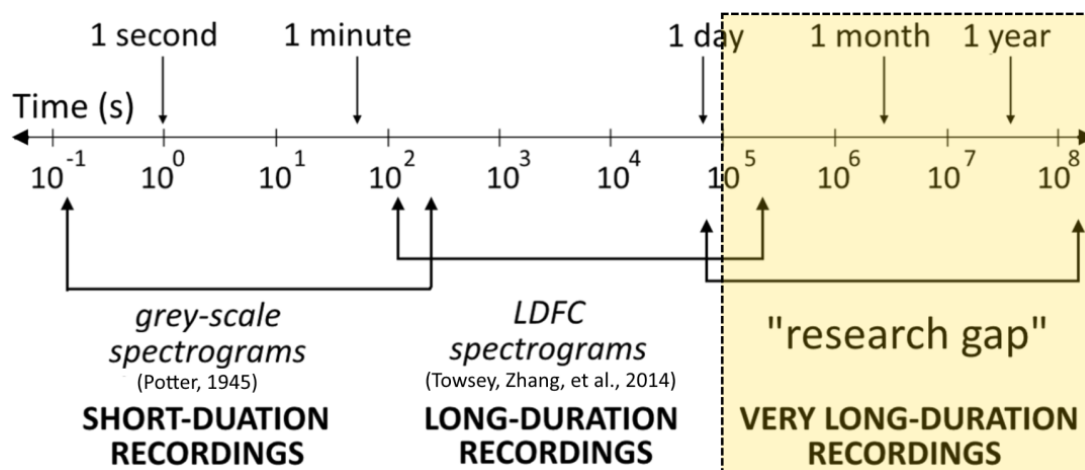 1 second 1 minute 1 day 1 month 1 year
Time (s)
10^-1 10^0 10^1 10^2 10^3 10^4 10^5 10^6 10^7 10^8
grey-scale
spectrograms
(Potter, 1945)
SHORT-DUATION
RECORDINGS
LDFC
spectrograms
(Towsey, Zhang, et al., 2014)
LONG-DURATION
RECORDINGS
"research gap"
VERY LONG-DURATION
RECORDINGS